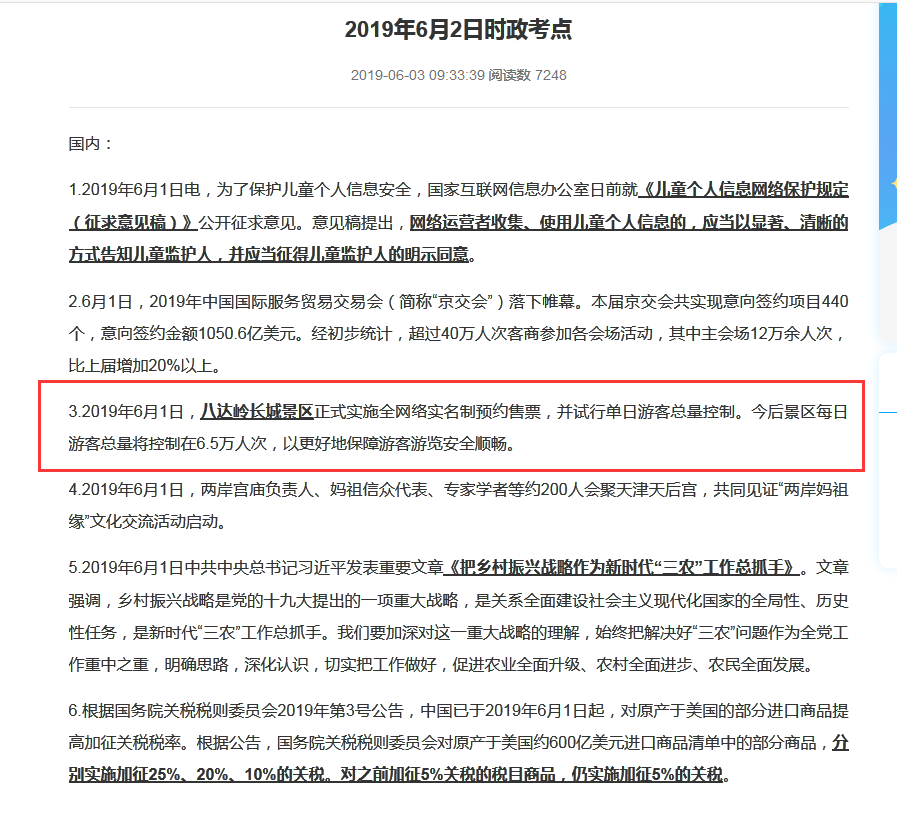 2019年6月2日时政考点
2019-06-03 09:33:39 阅读数 7248
国内：
1.2019年6月1日电，为了保护儿童个人信息安全，国家互联网信息办公室日前就《儿童个人信息网络保护规定
（征求意见稿）》公开征求意见。意见稿提出，网络运营者收集、使用儿童个人信息的，应当以显著、清晰的
方式告知儿童监护人，并应当征得儿童监护人的明示同意。
2.6月1日，2019年中国国际服务贸易交易会（简称“京交会”）落下帷幕。本届京交会共实现意向签约项目440
个，意向签约金额1050.6亿美元。经初步统计，超过40万人次客商参加各会场活动，其中主会场12万余人次，
比上届增加20%以上。
3.2019年6月1日，八达岭长城景区正式实施全网络实名制预约售票，并试行单日游客总量控制。今后景区每日
游客总量将控制在6.5万人次，以更好地保障游客游览安全顺畅。
4.2019年6月1日，两岸宫庙负责人、妈祖信众代表、专家学者等约200人会聚天津天后宫，共同见证“两岸妈祖
缘”文化交流活动启动。
5.2019年6月1日中共中央总书记习近平发表重要文章《把乡村振兴战略作为新时代“三农”工作总抓手》。文章
强调，乡村振兴战略是党的十九大提出的一项重大战略，是关系全面建设社会主义现代化国家的全局性、历史
性任务，是新时代“三农”工作总抓手。我们要加深对这一重大战略的理解，始终把解决好“三农”问题作为全党工
作重中之重，明确思路，深化认识，切实把工作做好，促进农业全面升级、农村全面进步、农民全面发展。
6.根据国务院关税税则委员会2019年第3号公告，中国已于2019年6月1日起，对原产于美国的部分进口商品提
高加征关税税率。根据公告，国务院关税税则委员会对原产于美国约600亿美元进口商品清单中的部分商品，分
别实施加征25%、20%、10%的关税。对之前加征5%关税的税目商品，仍实施加征5%的关税。